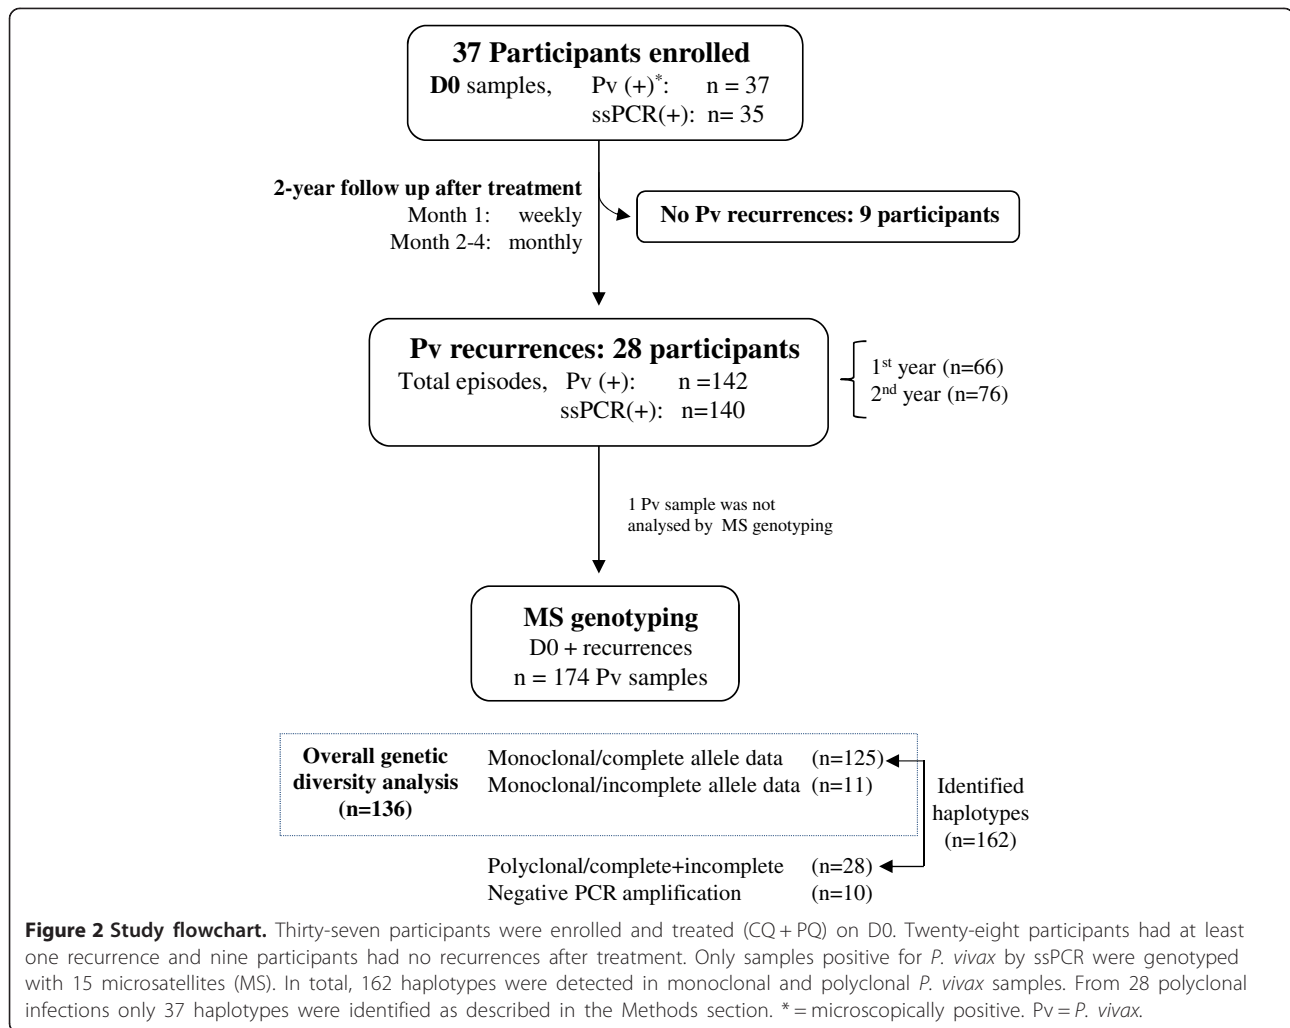 37 Participants enrolled
D0 samples, Pv (+)*: n = 37
ssPCR(+): n= 35
2-year follow up after treatment
Month 1: weekly
Month 2-4: monthly
No Pv recurrences: 9 participants
Pv recurrences: 28 participants
Total episodes, Pv (+): n =142
ssPCR(+): n=140
1st year (n=66)
2nd year (n=76)
1 Pv sample was not
analysed by MS genotyping
MS genotyping
D0 + recurrences
n = 174 Pv samples
Overall genetic
diversity analysis
(n=136)
Monoclonal/complete allele data (n=125)
Monoclonal/incomplete allele data (n=11)
Identified
haplotypes
(n=162)
Polyclonal/complete+incomplete (n=28)
Negative PCR amplification (n=10)
Figure 2 Study flowchart. Thirty-seven participants were enrolled and treated (CQ + PQ) on D0. Twenty-eight participants had at least
one recurrence and nine participants had no recurrences after treatment. Only samples positive for P. vivax by ssPCR were genotyped
with 15 microsatellites (MS). In total, 162 haplotypes were detected in monoclonal and polyclonal P. vivax samples. From 28 polyclonal
infections only 37 haplotypes were identified as described in the Methods section. * = microscopically positive. Pv = P. vivax.